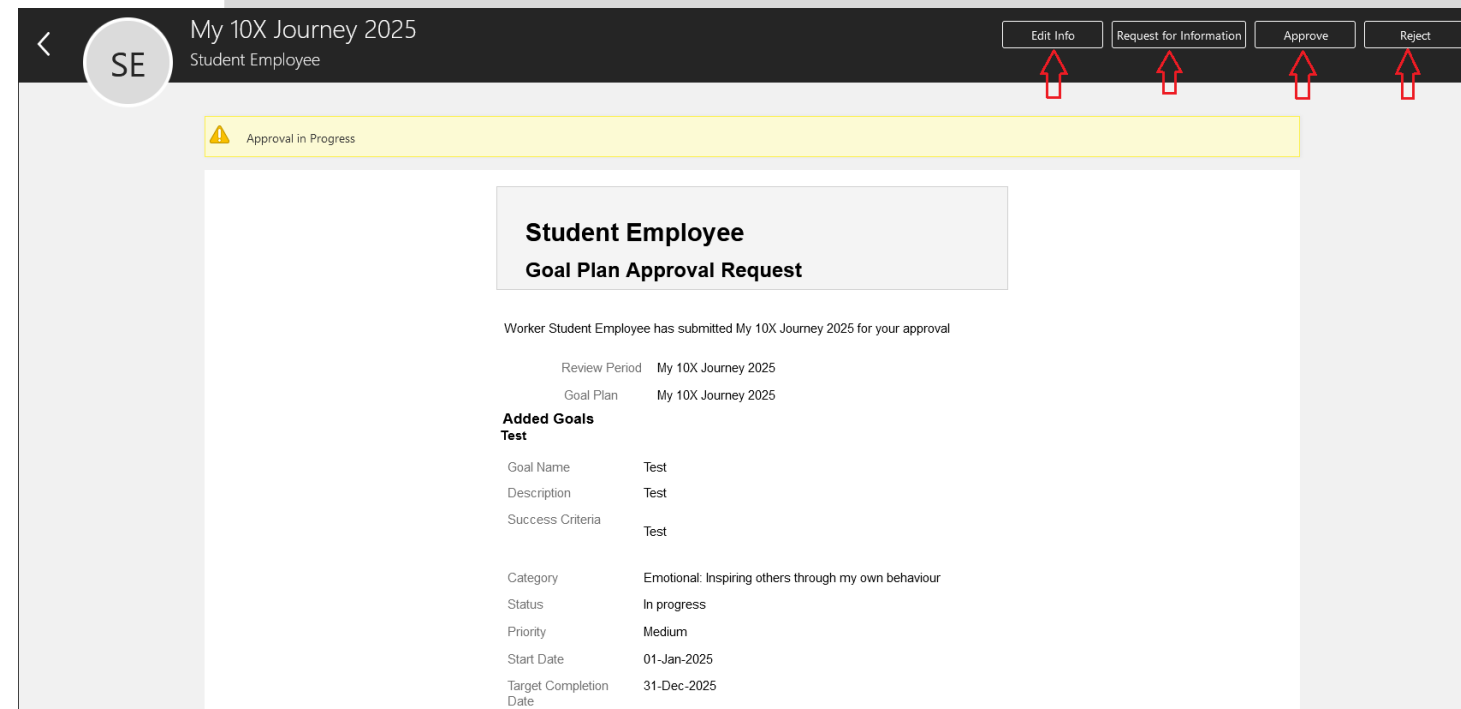 My 10X Journey 2025
SE
Student Employee
Edit Info
Request for Information
Approve
Reject
Approval in Progress
Student Employee
Goal Plan Approval Request
Worker Student Employee has submitted My 10X Journey 2025 for your approval
Review Period My 10X Journey 2025
Goal Plan My 10X Journey 2025
Added Goals
Test
Goal Name Test
Description Test
Success Criteria
Test
Category Emotional: Inspiring others through my own behaviour
Status In progress
Priority Medium
Start Date 01-Jan-2025
Target Completion 31-Dec-2025
Date